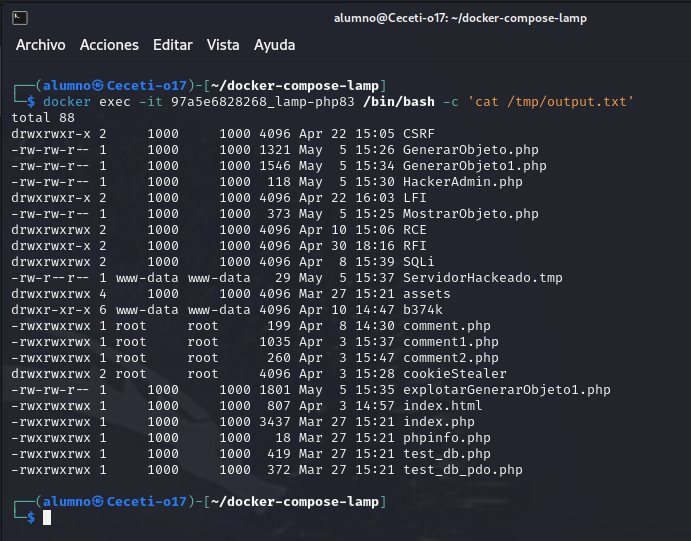 alumno@Ceceti-o17: ~/docker-compose-lamp
Archivo Acciones Editar Vista Ayuda
┌──(alumno㉿Ceceti-o17)-[~/docker-compose-lamp]
└─$ docker exec -it 97a5e6828268_lamp-php83 /bin/bash -c 'cat /tmp/output.txt'
total 88
drwxrwxr-x 2     1000     1000 4096 Apr 22 15:05 CSRF
-rw-rw-r-- 1     1000     1000 1321 May  5 15:26 GenerarObjeto.php
-rw-rw-r-- 1     1000     1000 1546 May  5 15:34 GenerarObjeto1.php
-rw-rw-r-- 1     1000     1000  118 May  5 15:30 HackerAdmin.php
drwxrwxr-x 2     1000     1000 4096 Apr 22 16:03 LFI
-rw-rw-r-- 1     1000     1000  373 May  5 15:25 MostrarObjeto.php
drwxrwxrwx 2     1000     1000 4096 Apr 10 15:06 RCE
drwxrwxr-x 2     1000     1000 4096 Apr 30 18:16 RFI
drwxrwxrwx 2     1000     1000 4096 Apr  8 15:39 SQLi
-rw-r--r-- 1 www-data www-data   29 May  5 15:37 ServidorHackeado.tmp
drwxrwxrwx 4     1000     1000 4096 Mar 27 15:21 assets
drwxr-xr-x 6 www-data www-data 4096 Apr 10 14:47 b374k
-rwxrwxrwx 1 root     root      199 Apr  8 14:30 comment.php
-rwxrwxrwx 1 root     root     1035 Apr  3 15:37 comment1.php
-rwxrwxrwx 1 root     root      260 Apr  3 15:47 comment2.php
drwxrwxrwx 2 root     root     4096 Apr  3 15:28 cookieStealer
-rw-rw-r-- 1     1000     1000 1801 May  5 15:35 explotarGenerarObjeto1.php
-rwxrwxrwx 1     1000     1000  807 Apr  3 14:57 index.html
-rwxrwxrwx 1     1000     1000 3437 Mar 27 15:21 index.php
-rwxrwxrwx 1     1000     1000   18 Mar 27 15:21 phpinfo.php
-rwxrwxrwx 1     1000     1000  419 Mar 27 15:21 test_db.php
-rwxrwxrwx 1     1000     1000  372 Mar 27 15:21 test_db_pdo.php
┌──(alumno㉿Ceceti-o17)-[~/docker-compose-lamp]
└─$